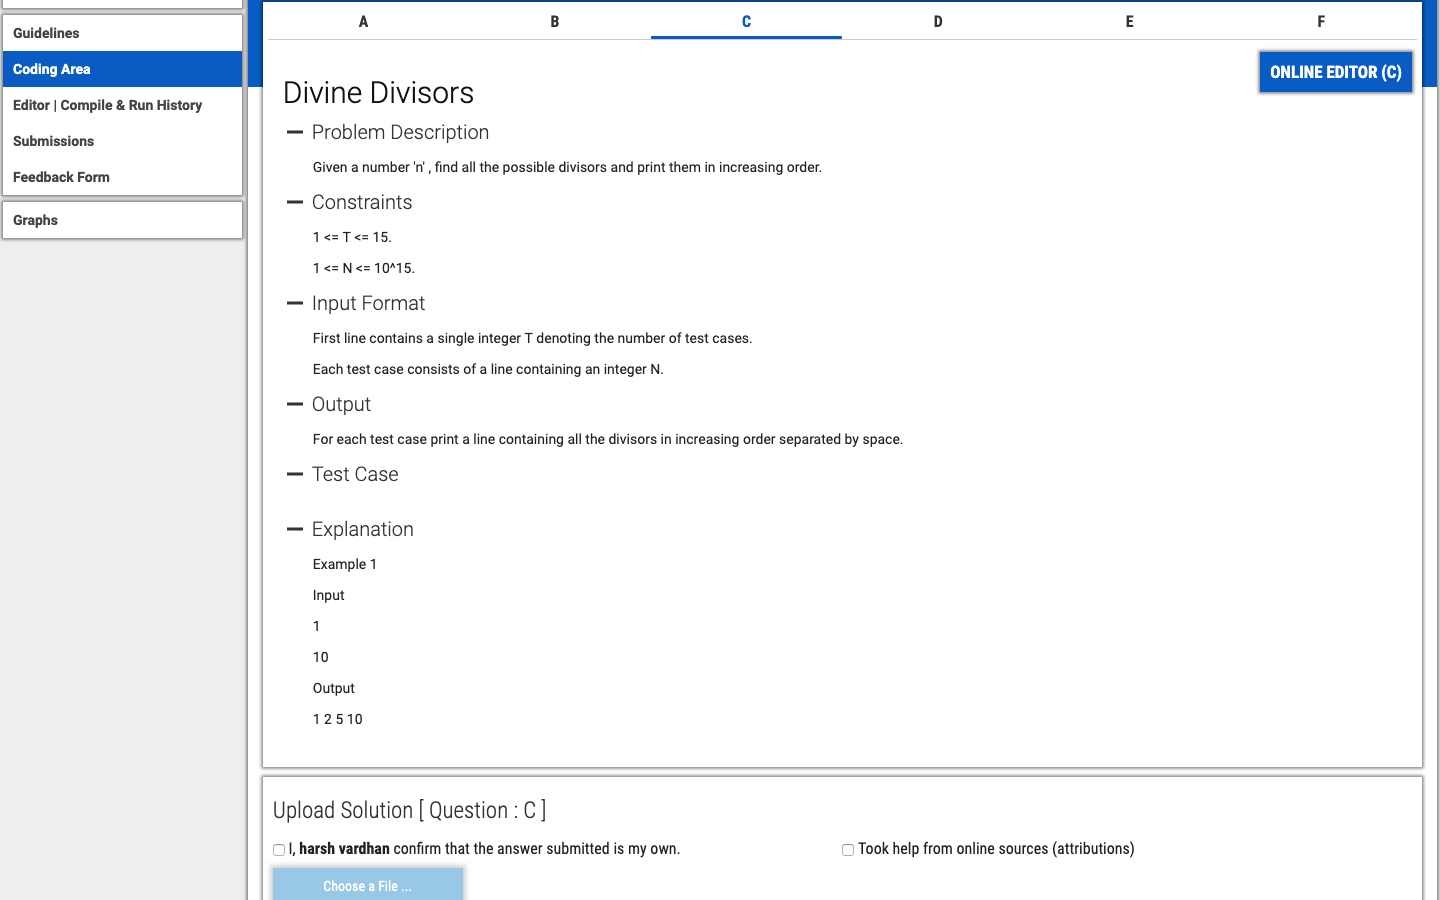 Guidelines
Coding Area
Editor | Compile & Run History
Submissions
Feedback Form
Graphs
A B C D E F
ONLINE EDITOR (C)
Divine Divisors
Problem Description
Given a number 'n' , find all the possible divisors and print them in increasing order.
Constraints
1 <= T <= 15.
1 <= N <= 10^15.
Input Format
First line contains a single integer T denoting the number of test cases.
Each test case consists of a line containing an integer N.
Output
For each test case print a line containing all the divisors in increasing order separated by space.
Test Case
Explanation
Example 1
Input
1
10
Output
1 2 5 10
Upload Solution [ Question : C ]
I, harsh vardhan confirm that the answer submitted is my own.
Took help from online sources (attributions)
Choose a File ...